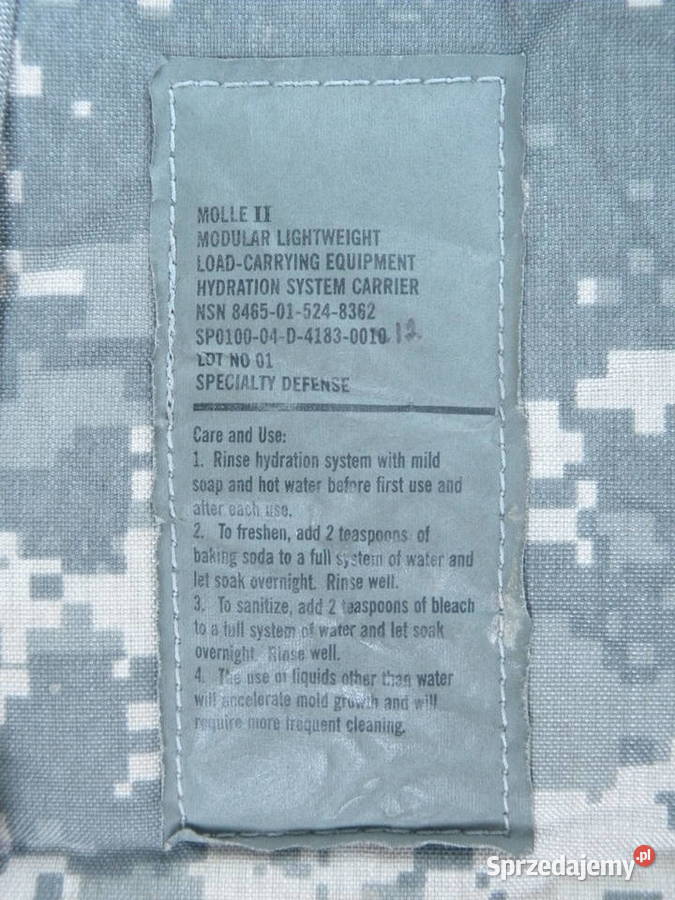 MOLLE II
MODULAR LIGHTWEIGHT
LOAD-CARRYING EQUIPMENT
HYDRATION SYSTEM CARRIER
NSN 8465-01-524-8362
SP0100-04-D-4183-0010 12
LOT NO 01
SPECIALTY DEFENSE
Care and Use:
1. Rinse hydration system with mild
soap and hot water before first use and
after each use.
2. To freshen, add 2 teaspoons of
baking soda to a full system of water and
let soak overnight. Rinse well.
3. To sanitize, add 2 teaspoons of bleach
to a full system of water and let soak
overnight. Rinse well.
4. The use of liquids other than water
will accelerate mold growth and will
require more frequent cleaning.
Sprzedajemy.pl